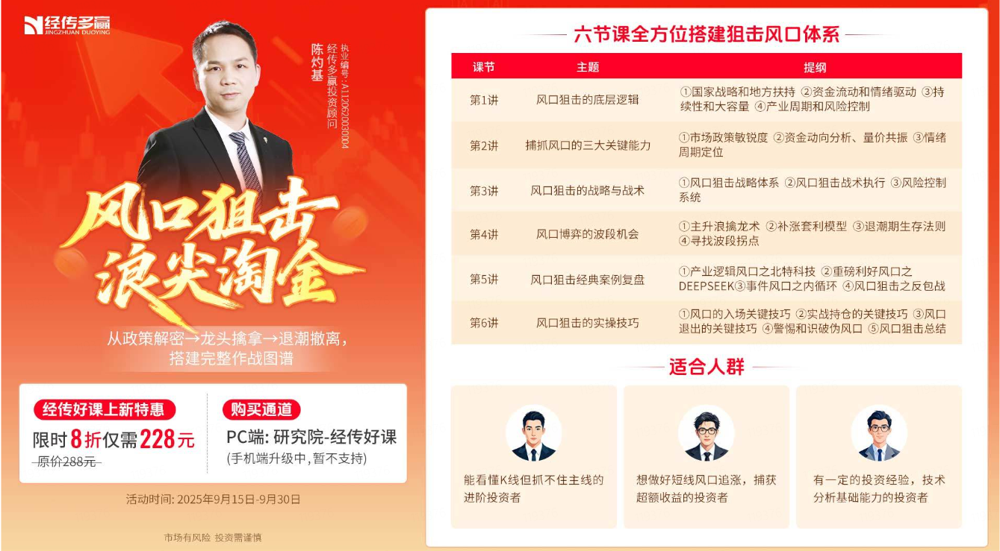 经传多赢
JINGZHUAN DUOYING
陈灼基
经传多赢投资顾问
执业编号:A1120620030004
风口狙击
浪尖淘金
从政策解密→龙头擒拿→退潮撤离，
搭建完整作战图谱
经传好课上新特惠
限时8折仅需228元
原价288元
购买通道
PC端: 研究院-经传好课
(手机端升级中,暂不支持)
活动时间: 2025年9月15日-9月30日
市场有风险 投资需谨慎
六节课全方位搭建狙击风口体系
课节 主题 提纲
第1讲 风口狙击的底层逻辑 ①国家战略和地方扶持 ②资金流动和情绪驱动 ③持
续性和大容量 ④产业周期和风险控制
第2讲 捕抓风口的三大关键能力 ①市场政策敏锐度 ②资金动向分析、量价共振 ③情绪
周期定位
第3讲 风口狙击的战略与战术 ①风口狙击战略体系 ②风口狙击战术执行 ③风险控制
系统
第4讲 风口博弈的波段机会 ①主升浪擒龙术 ②补涨套利模型 ③退潮期生存法则
④寻找波段拐点
第5讲 风口狙击经典案例复盘 ①产业逻辑风口之北特科技 ②重磅利好风口之
DEEPSEEK③事件风口之内循环 ④风口狙击之反包战
第6讲 风口狙击的实操技巧 ①风口的入场关键技巧 ②实战持仓的关键技巧 ③风口
退出的关键技巧 ④警惕和识破伪风口 ⑤风口狙击总结
适合人群
能看懂K线但抓不住主线的
进阶投资者
想做好短线风口追涨，捕获
超额收益的投资者
有一定的投资经验，技术
分析基础能力的投资者